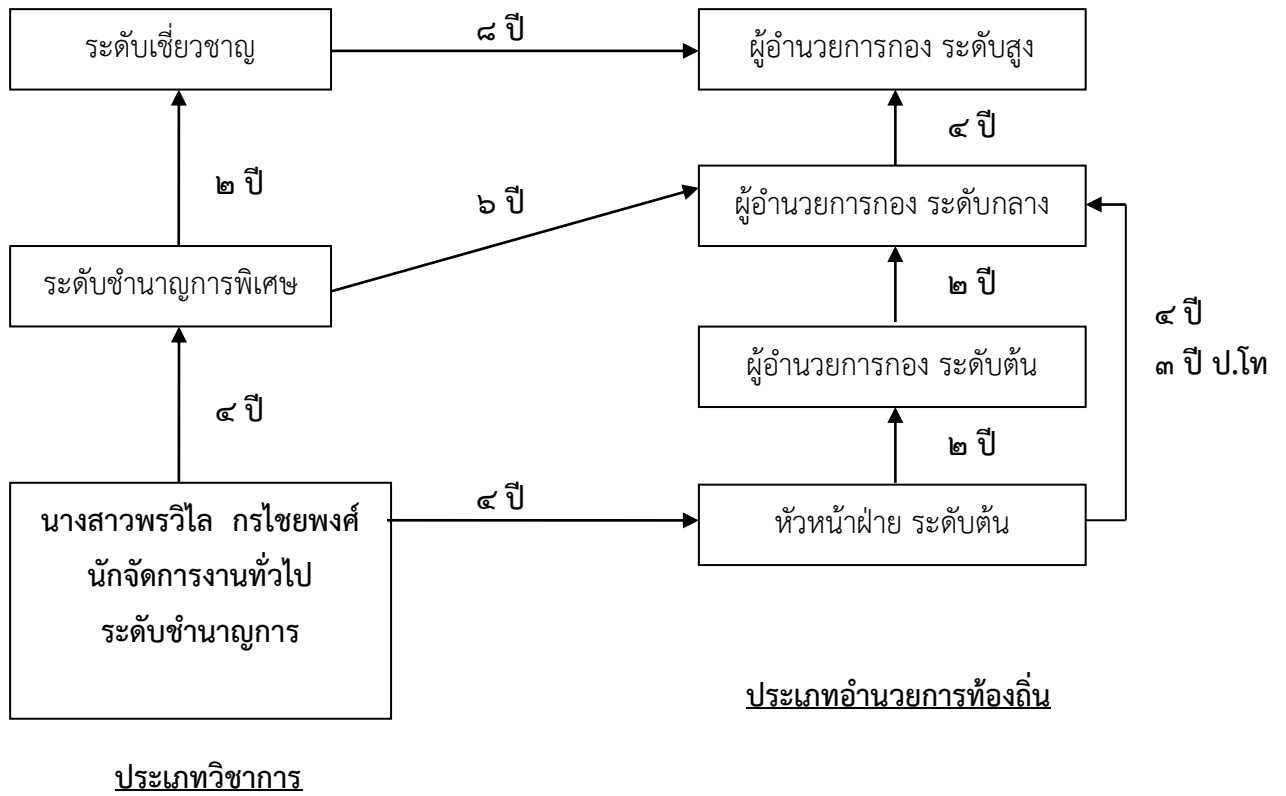 ระดับเชี่ยวชาญ
๘ ปี
ผู้อำนวยการกอง ระดับสูง
๔ ปี
๒ ปี
๖ ปี
ผู้อำนวยการกอง ระดับกลาง
ระดับชำนาญการพิเศษ
๒ ปี
๔ ปี
๓ ปี ป.โท
ผู้อำนวยการกอง ระดับต้น
๔ ปี
๒ ปี
นางสาวพรวิไล กรไชยพงศ์
นักจัดการงานทั่วไป
ระดับชำนาญการ
๔ ปี
หัวหน้าฝ่าย ระดับต้น
ประเภทอำนวยการท้องถิ่น
ประเภทวิชาการ